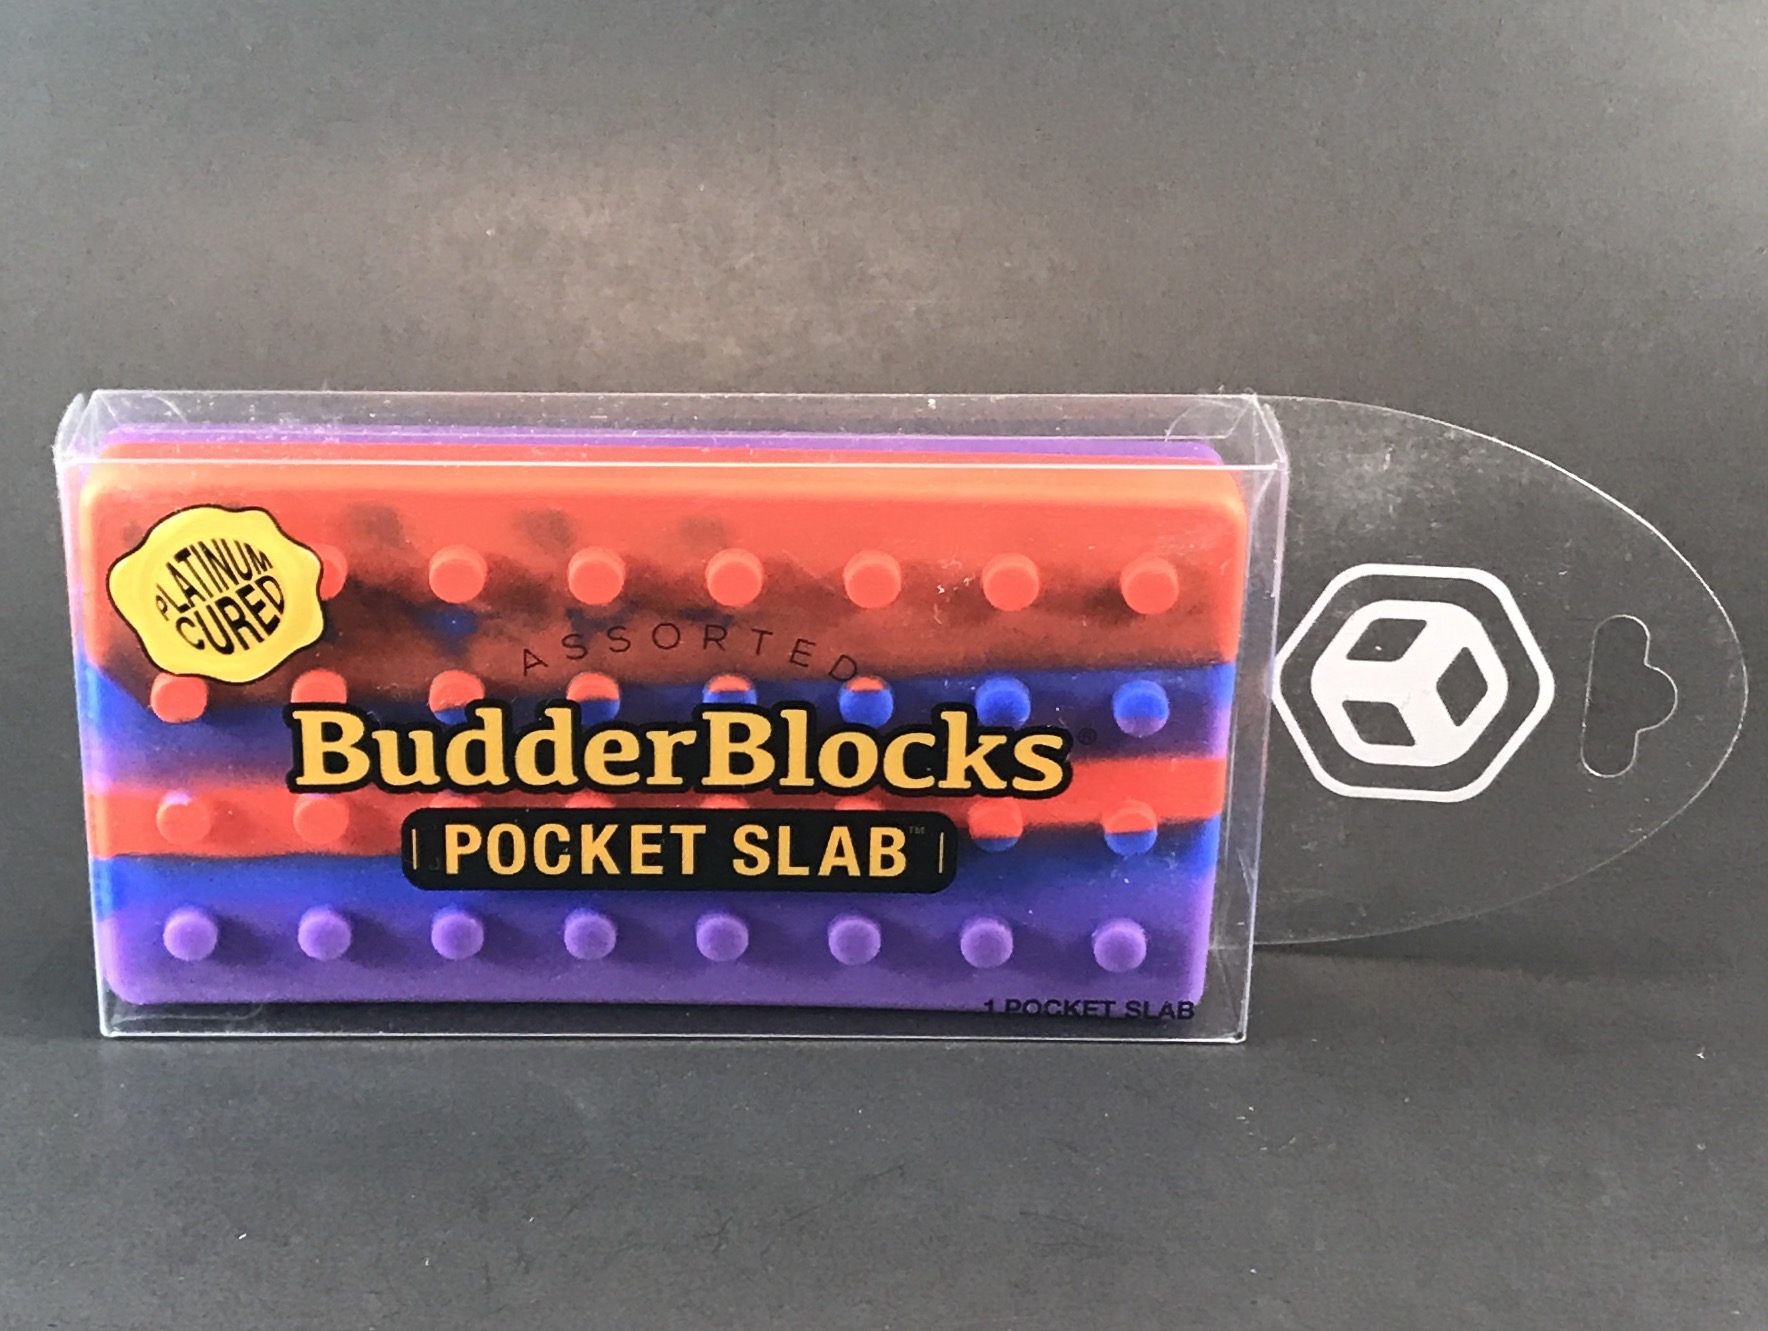 PLATINUM
CURED
ASSORTED
BudderBlocks®
POCKET SLAB™
1 POCKET SLAB